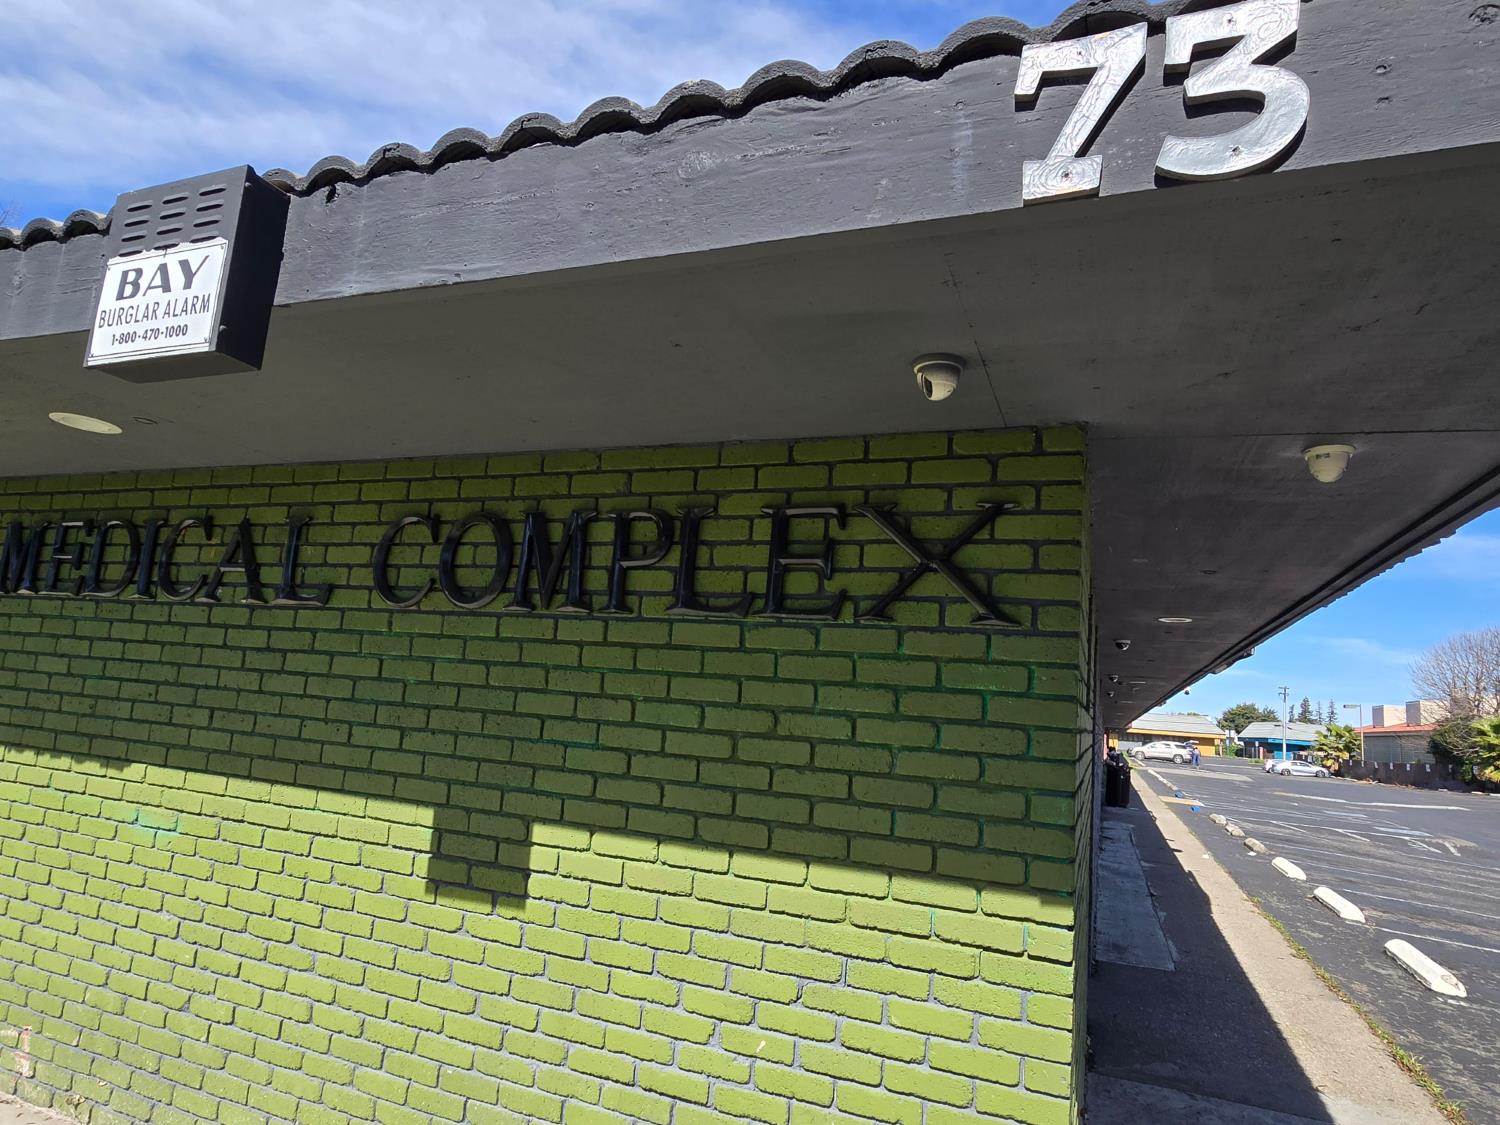 73
BAY
BURGLAR ALARM
1-800-470-1000
MEDICAL COMPLEX